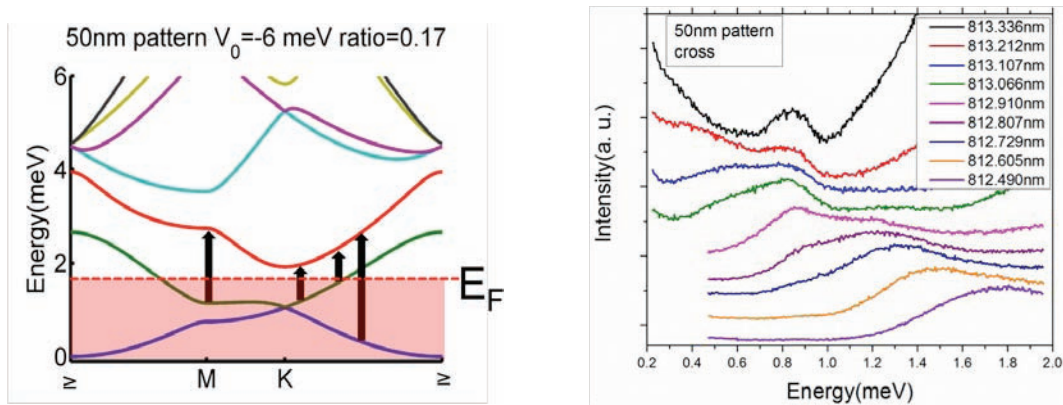 50nm pattern V₀=-6 meV ratio=0.17
6
4
2
0
Energy(meV)
E_F
≥ M K ≥
50nm pattern
cross
813.336nm
813.212nm
813.107nm
813.066nm
812.910nm
812.807nm
812.729nm
812.605nm
812.490nm
Intensity(a. u.)
0.2 0.4 0.6 0.8 1.0 1.2 1.4 1.6 1.8 2.0
Energy(meV)